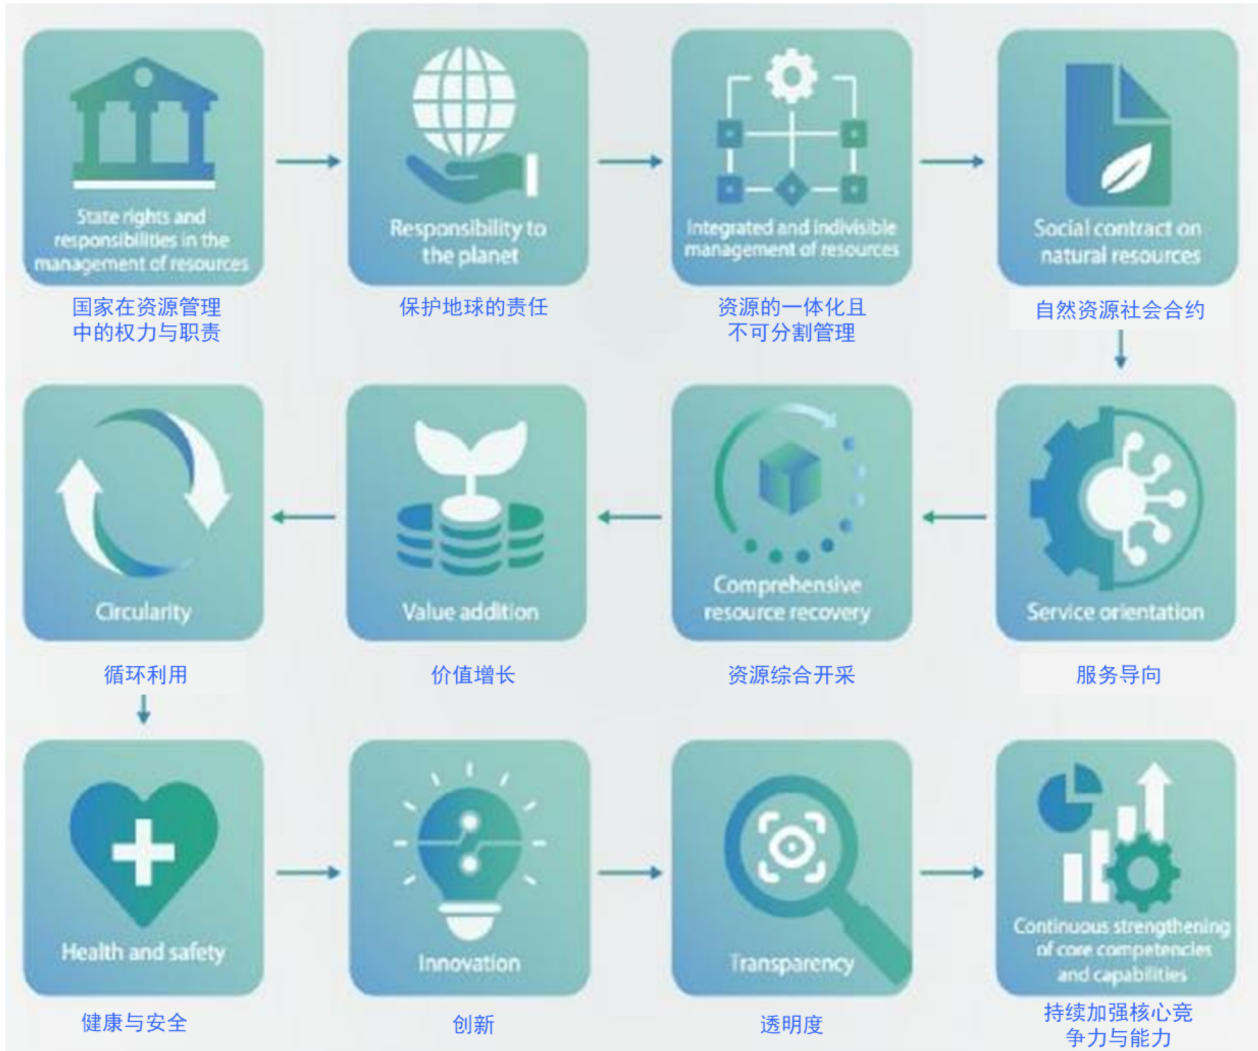 State rights and
responsibilities in the
management of resources
国家在资源管理
中的权力与职责
Responsibility to
the planet
保护地球的责任
Integrated and indivisible
management of resources
资源的一体化且
不可分割管理
Social contract on
natural resources
自然资源社会合约
Service orientation
服务导向
Comprehensive
resource recovery
资源综合开采
Value addition
价值增长
Circularity
循环利用
Health and safety
健康与安全
Innovation
创新
Transparency
透明度
Continuous strengthening
of core competencies
and capabilities
持续加强核心竞
争力与能力